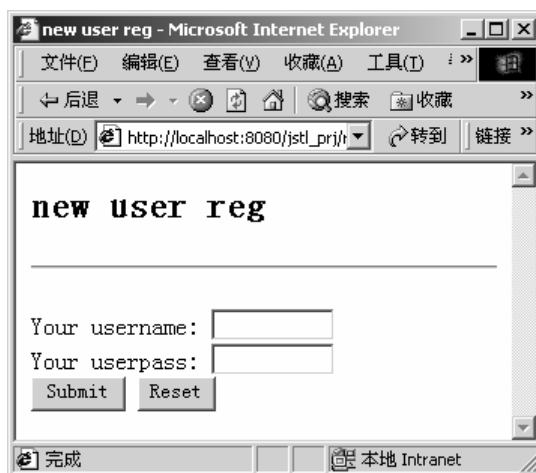 new user reg - Microsoft Internet Explorer
文件(F) 编辑(E) 查看(V) 收藏(A) 工具(T) »
后退 搜索 收藏 »
地址(D) http://localhost:8080/jstl_prj/r 转到 链接 »
new user reg
Your username:
Your userpass:
Submit Reset
完成 本地 Intranet